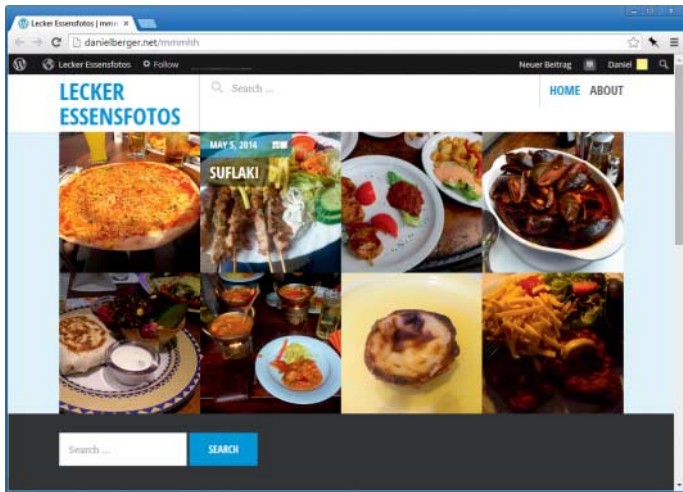 Lecker Essensfotos | mmm
danielberger.net/mmmhh
Lecker Essensfotos Follow Neuer Beitrag Daniel
LECKER
ESSENSFOTOS
Search ...
HOME ABOUT
MAY 5, 2014
SUFLAKI
Search ... SEARCH